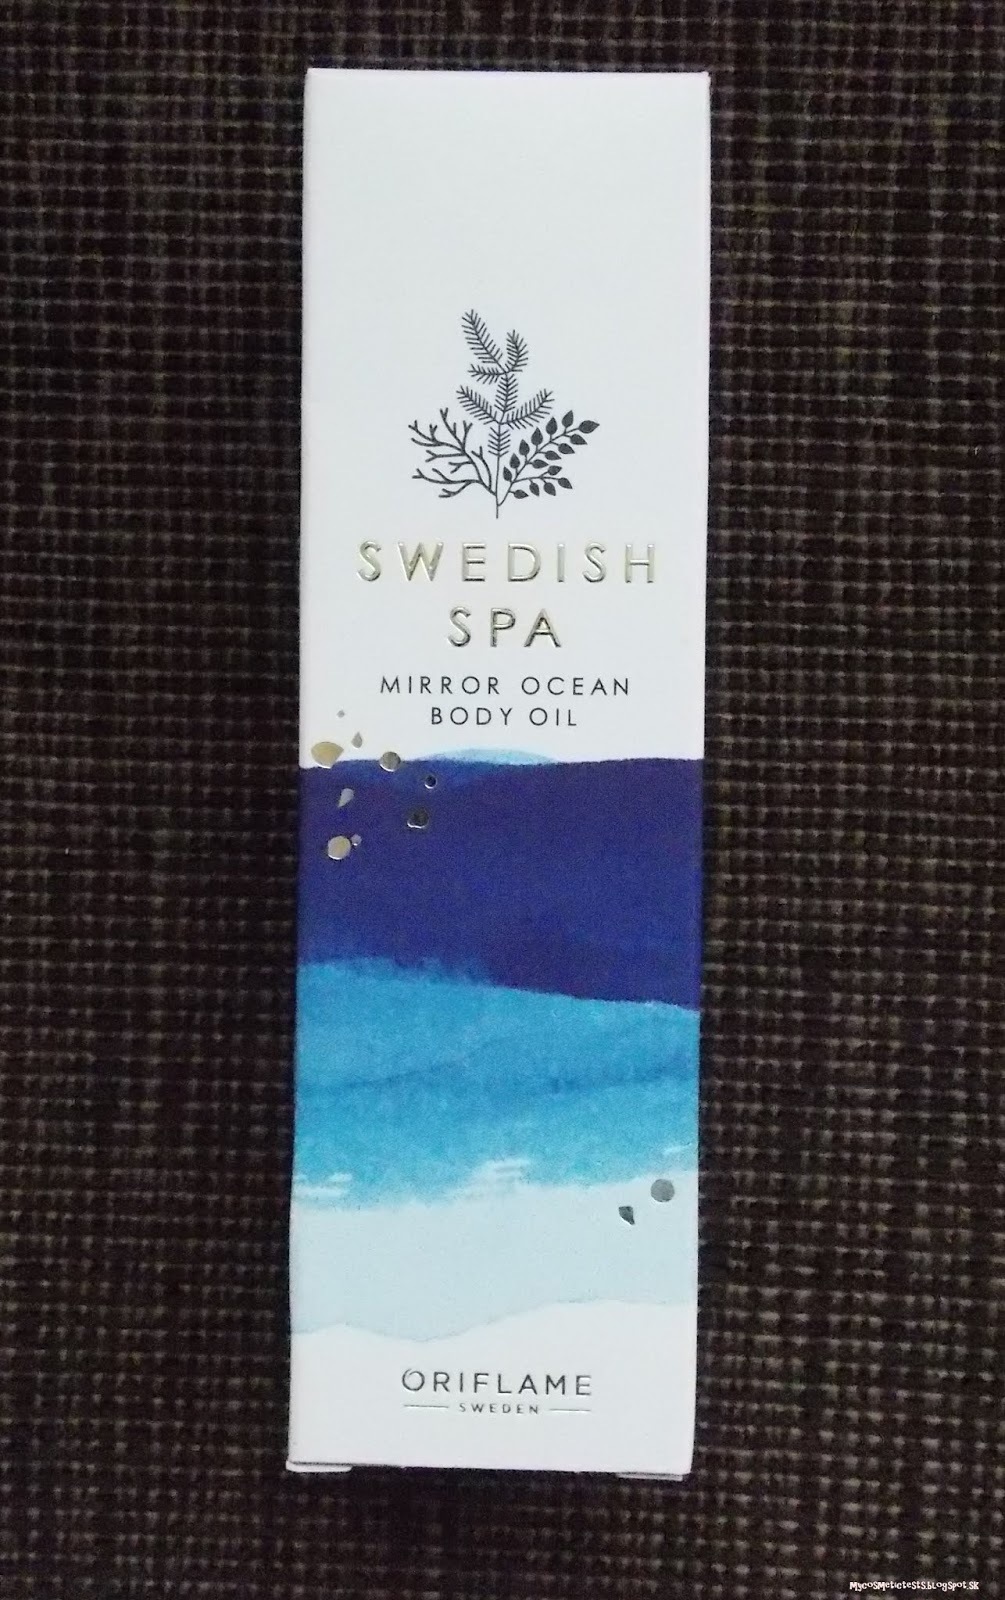 SWEDISH
SPA
MIRROR OCEAN
BODY OIL
ORIFLAME
SWEDEN
mycosmetictests.blogspot.sk